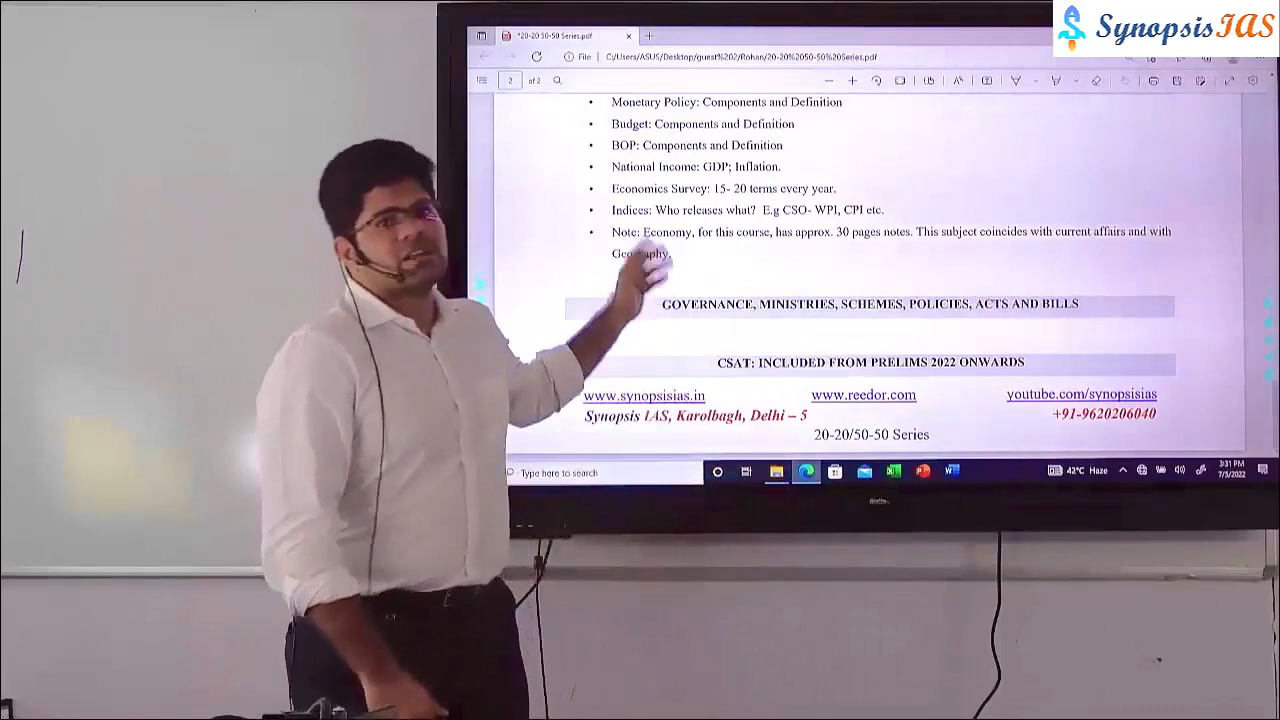 SynopsisIAS
*20-20 50-50 Series.pdf
File C:/Users/ASUS/Desktop/guest%202/Rohan/20-20%2050-50%20Series.pdf
2 of 2
• Monetary Policy: Components and Definition
• Budget: Components and Definition
• BOP: Components and Definition
• National Income: GDP; Inflation.
• Economics Survey: 15- 20 terms every year.
• Indices: Who releases what? E.g CSO- WPI, CPI etc.
• Note: Economy, for this course, has approx. 30 pages notes. This subject coincides with current affairs and with
Geography.
GOVERNANCE, MINISTRIES, SCHEMES, POLICIES, ACTS AND BILLS
CSAT: INCLUDED FROM PRELIMS 2022 ONWARDS
www.synopsisias.in www.reedor.com youtube.com/synopsisias
Synopsis IAS, Karolbagh, Delhi – 5 +91-9620206040
20-20/50-50 Series
Type here to search
42°C Haze
3:31 PM
7/5/2022